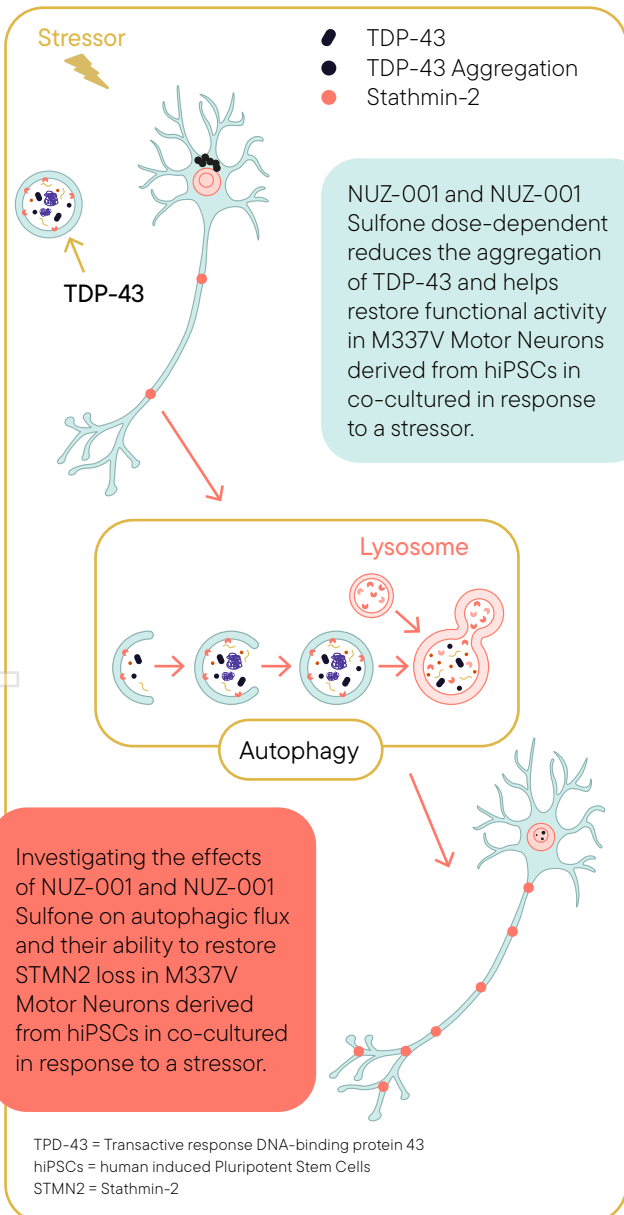 Stressor
TDP-43
TDP-43 Aggregation
Stathmin-2
TDP-43
NUZ-001 and NUZ-001
Sulfone dose-dependent
reduces the aggregation
of TDP-43 and helps
restore functional activity
in M337V Motor Neurons
derived from hiPSCs in
co-cultured in response
to a stressor.
Lysosome
Autophagy
Investigating the effects
of NUZ-001 and NUZ-001
Sulfone on autophagic flux
and their ability to restore
STMN2 loss in M337V
Motor Neurons derived
from hiPSCs in co-cultured
in response to a stressor.
TPD-43 = Transactive response DNA-binding protein 43
hiPSCs = human induced Pluripotent Stem Cells
STMN2 = Stathmin-2